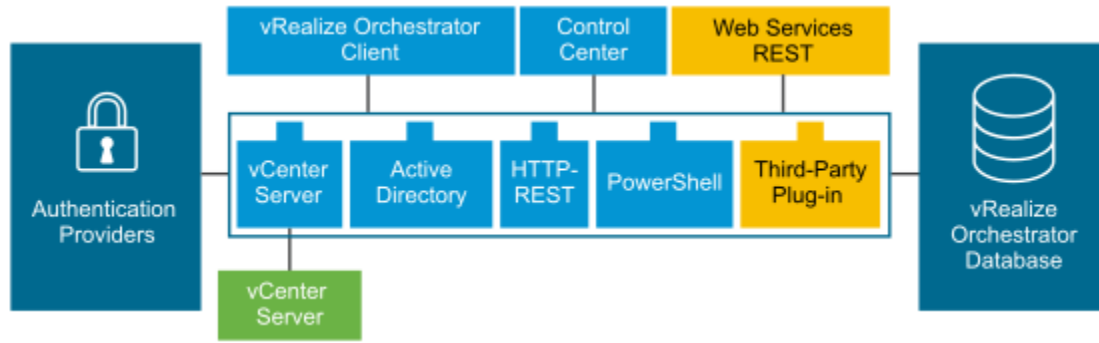 vRealize Orchestrator
Client
Control
Center
Web Services
REST
Authentication
Providers
vCenter
Server
Active
Directory
HTTP-
REST
PowerShell
Third-Party
Plug-in
vRealize
Orchestrator
Database
vCenter
Server